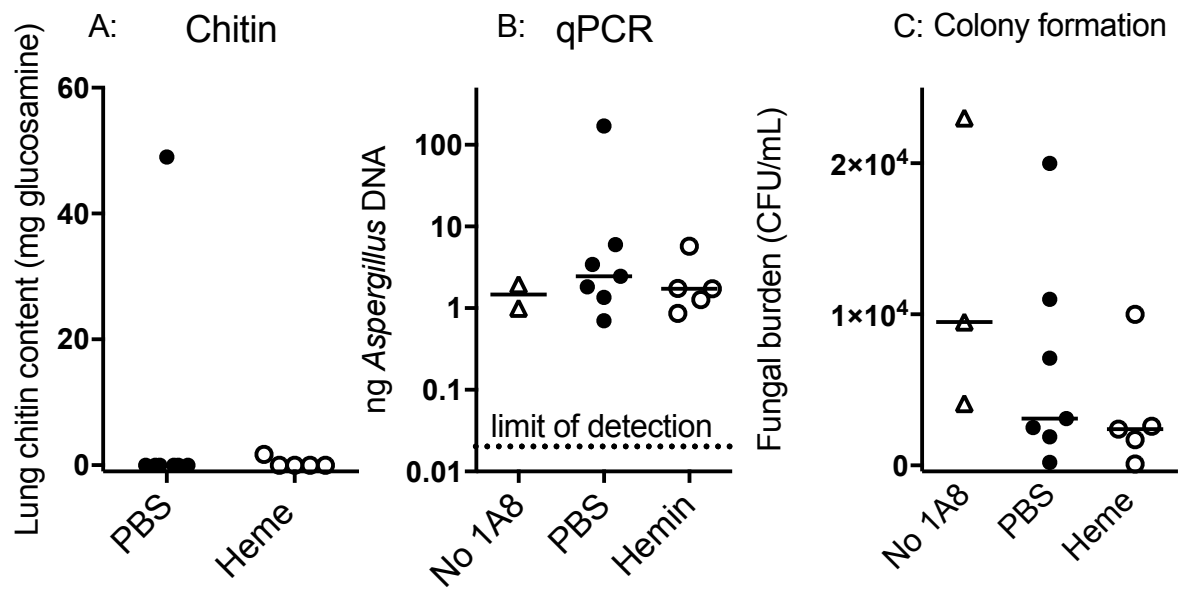 A: Chitin
Lung chitin content (mg glucosamine)
60
40
20
0
PBS
Heme
B: qPCR
ng Aspergillus DNA
100
10
1
0.1
0.01
limit of detection
No 1A8
PBS
Hemin
C: Colony formation
Fungal burden (CFU/mL)
2×10⁴
1×10⁴
0
No 1A8
PBS
Heme